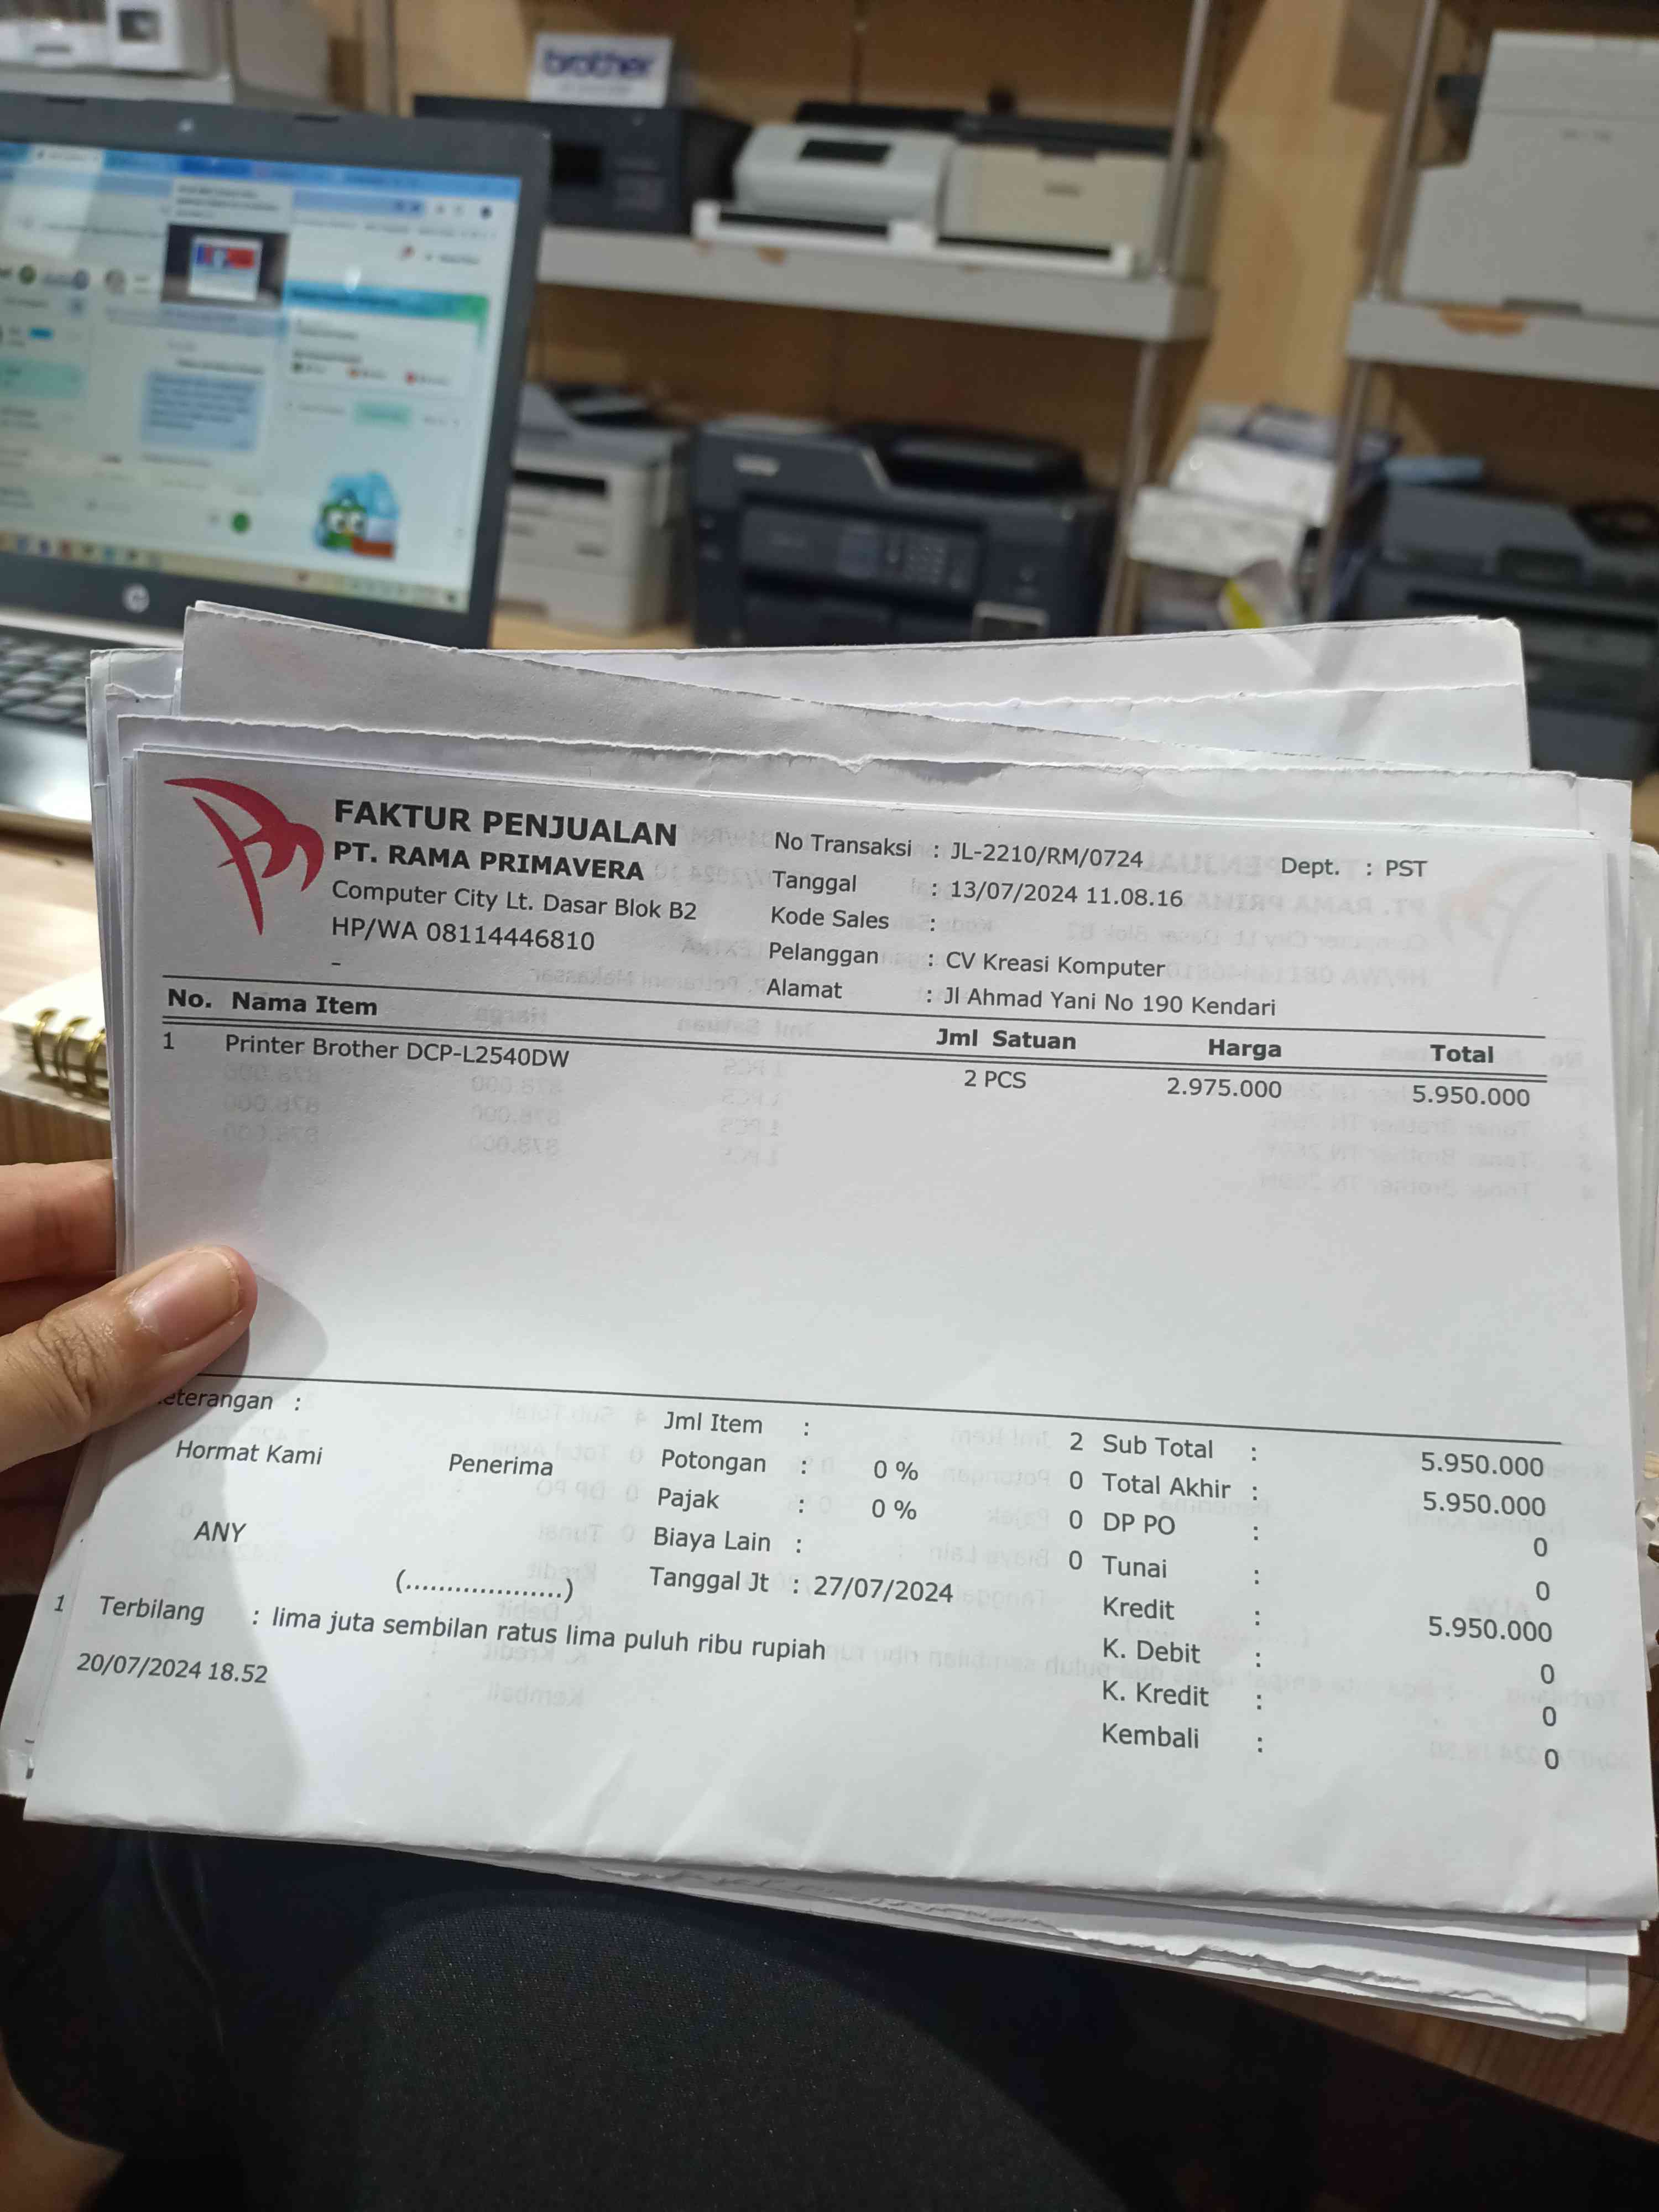 brother
FAKTUR PENJUALAN
PT. RAMA PRIMAVERA
Computer City Lt. Dasar Blok B2
HP/WA 08114446810
-
No Transaksi : JL-2210/RM/0724
Dept. : PST
Tanggal : 13/07/2024 11.08.16
Kode Sales :
Pelanggan : CV Kreasi Komputer
Alamat : Jl Ahmad Yani No 190 Kendari
No. Nama Item Jml Satuan Harga Total
1 Printer Brother DCP-L2540DW 2 PCS 2.975.000 5.950.000
eterangan :
Hormat Kami
Penerima
ANY
(...................)
Jml Item : 2
Potongan : 0 % 0
Pajak : 0 % 0
Biaya Lain : 0
Tanggal Jt : 27/07/2024
Sub Total : 5.950.000
Total Akhir : 5.950.000
DP PO : 0
Tunai : 0
Kredit : 5.950.000
K. Debit : 0
K. Kredit : 0
Kembali : 0
1 Terbilang : lima juta sembilan ratus lima puluh ribu rupiah
20/07/2024 18.52